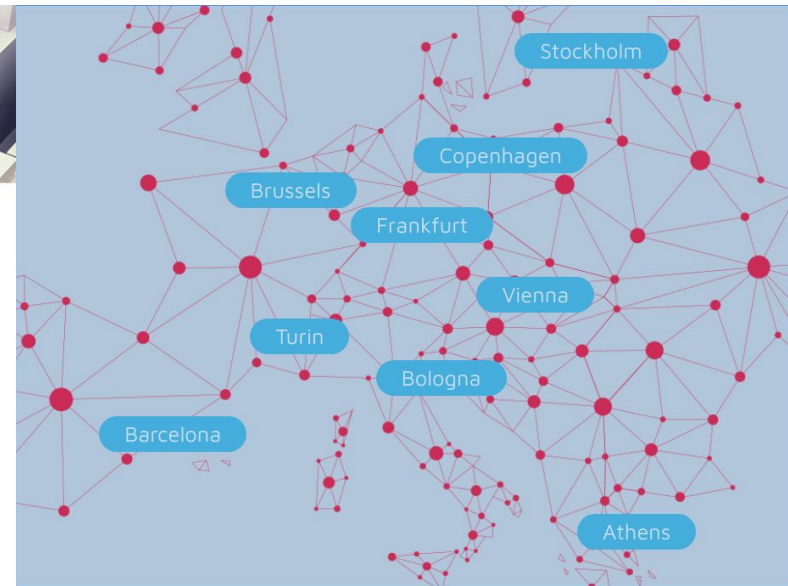 Stockholm
Copenhagen
Brussels
Frankfurt
Vienna
Turin
Bologna
Barcelona
Athens